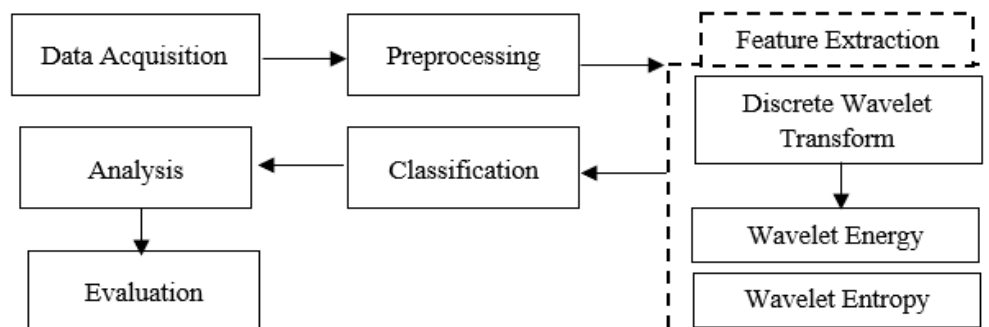 Data Acquisition
Preprocessing
Feature Extraction
Discrete Wavelet
Transform
Analysis
Classification
Wavelet Energy
Evaluation
Wavelet Entropy